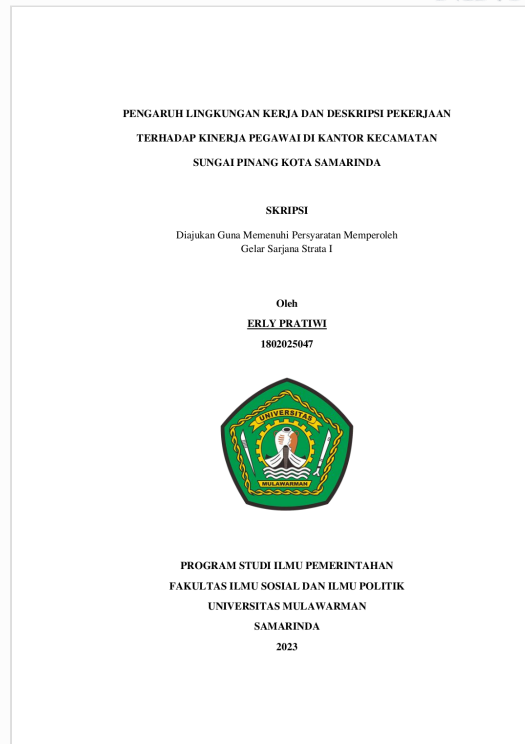 PENGARUH LINGKUNGAN KERJA DAN DESKRIPSI PEKERJAAN
TERHADAP KINERJA PEGAWAI DI KANTOR KECAMATAN
SUNGAI PINANG KOTA SAMARINDA
SKRIPSI
Diajukan Guna Memenuhi Persyaratan Memperoleh
Gelar Sarjana Strata I
Oleh
ERLY PRATIWI
1802025047
UNIVERSITAS
MULAWARMAN
PROGRAM STUDI ILMU PEMERINTAHAN
FAKULTAS ILMU SOSIAL DAN ILMU POLITIK
UNIVERSITAS MULAWARMAN
SAMARINDA
2023